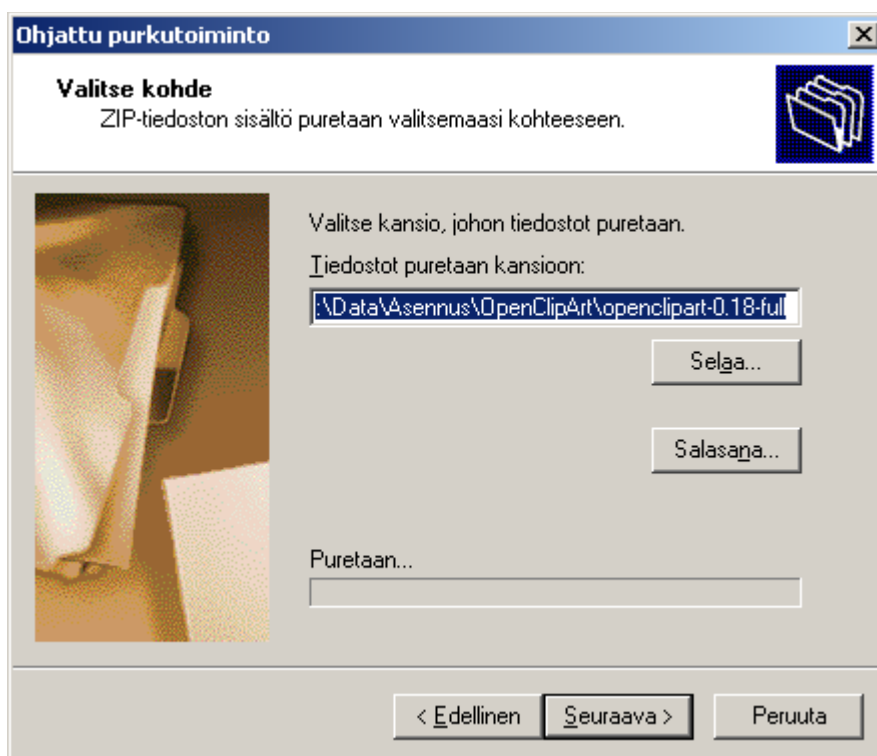 Ohjattu purkutoiminto
Valitse kohde
ZIP-tiedoston sisältö puretaan valitsemaasi kohteeseen.
Valitse kansio, johon tiedostot puretaan.
Tiedostot puretaan kansioon:
:\Data\Asennus\OpenClipArt\openclipart-0.18-full
Selaa...
Salasana...
Puretaan...
< Edellinen
Seuraava >
Peruuta